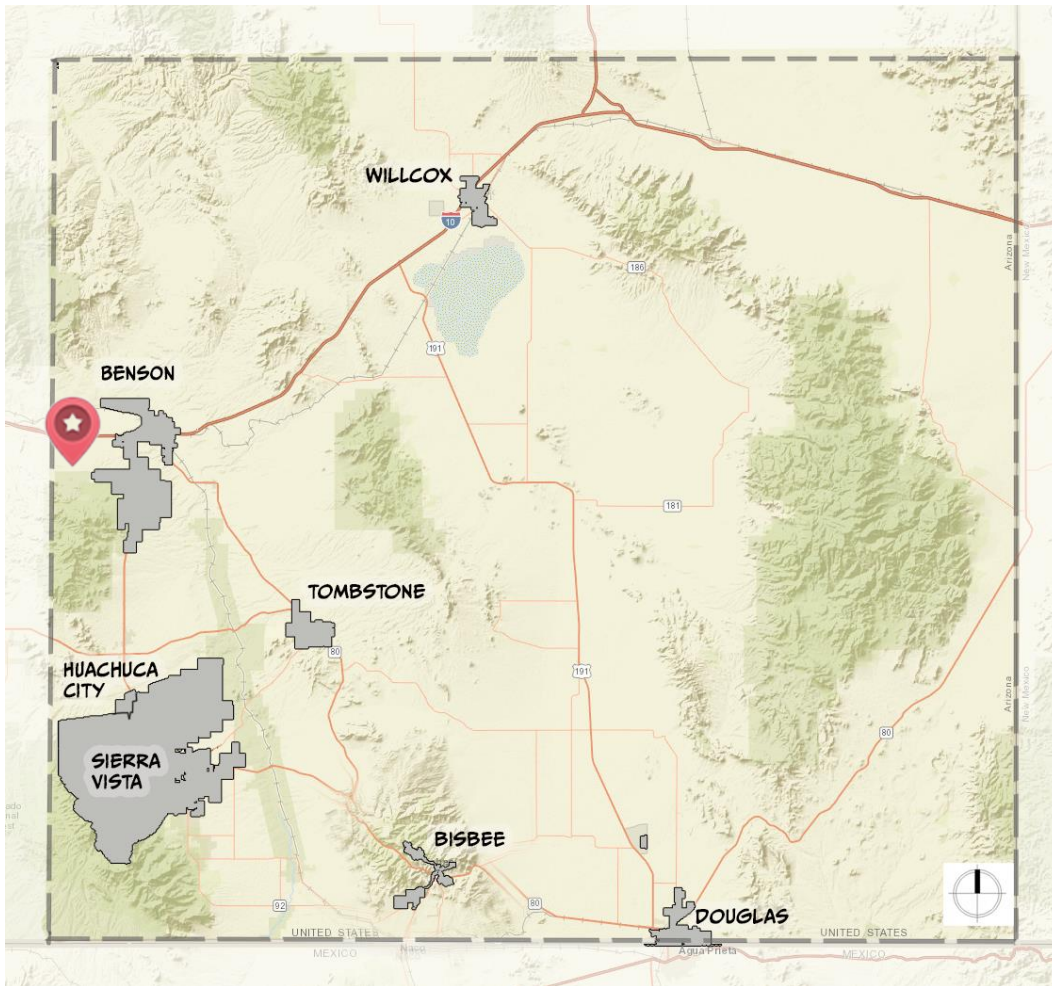 WILLCOX
10
186
Arizona
New Mexico
191
BENSON
181
TOMBSTONE
80
HUACHUCA
CITY
191
Arizona
New Mexico
80
SIERRA
VISTA
BISBEE
92
80
DOUGLAS
UNITED STATES
UNITED STATES
MEXICO
Naco
Agua Prieta
MEXICO